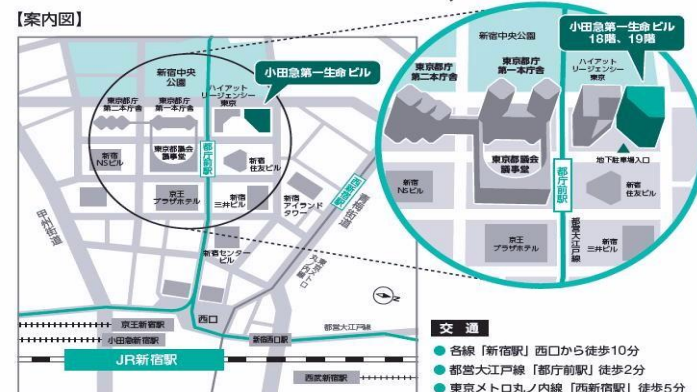 【案内図】
新宿中央
公園
小田急第一生命ビル
東京都庁
第二本庁舎
東京都庁
第一本庁舎
ハイアット
リージェンシー
東京
都庁前駅
東京都議会
議事堂
新宿
NSビル
新宿
住友ビル
京王
プラザホテル
新宿
三井ビル
新宿
アイランド
タワー
西新宿駅
青梅街道
甲州街道
新宿センター
ビル
東京メトロ
丸ノ内線
N
西口
都営大江戸線
京王新宿駅
小田急新宿駅
新宿西口駅
JR新宿駅
西武新宿駅
新宿中央公園
小田急第一生命ビル
18階、19階
東京都庁
第二本庁舎
東京都庁
第一本庁舎
ハイアット
リージェンシー
東京
東京都議会
議事堂
地下駐車場入口
都庁前駅
新宿
NSビル
新宿
住友ビル
京王
プラザホテル
都営大江戸線
新宿
三井ビル
交通
●各線「新宿駅」西口から徒歩10分
●都営大江戸線「都庁前駅」徒歩2分
●東京メトロ丸ノ内線「西新宿駅」徒歩5分